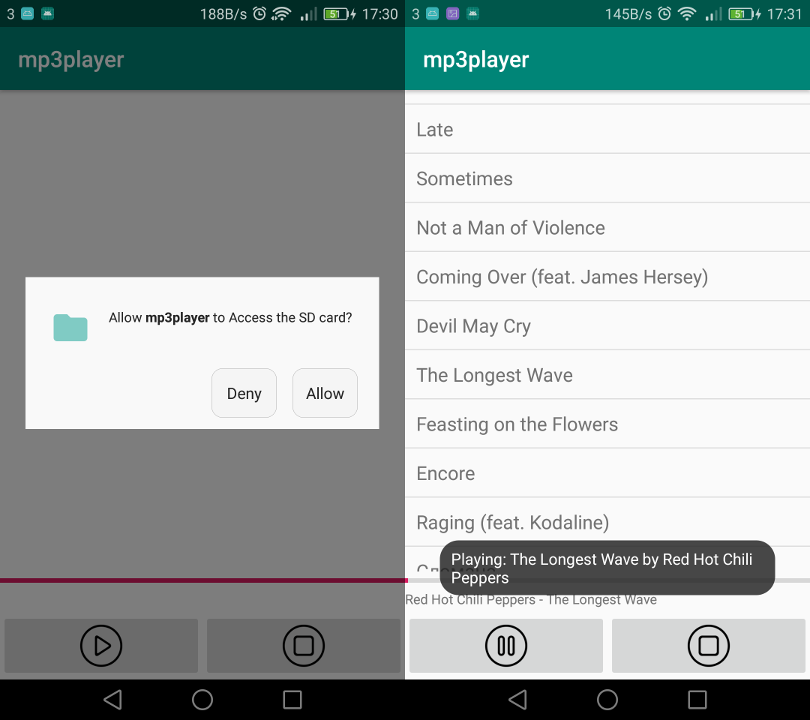 3 188B/s 51 17:30
mp3player
Allow mp3player to Access the SD card?
Deny Allow
3 145B/s 51 17:31
mp3player
Late
Sometimes
Not a Man of Violence
Coming Over (feat. James Hersey)
Devil May Cry
The Longest Wave
Feasting on the Flowers
Encore
Raging (feat. Kodaline)
Playing: The Longest Wave by Red Hot Chili
Peppers
Red Hot Chili Peppers - The Longest Wave